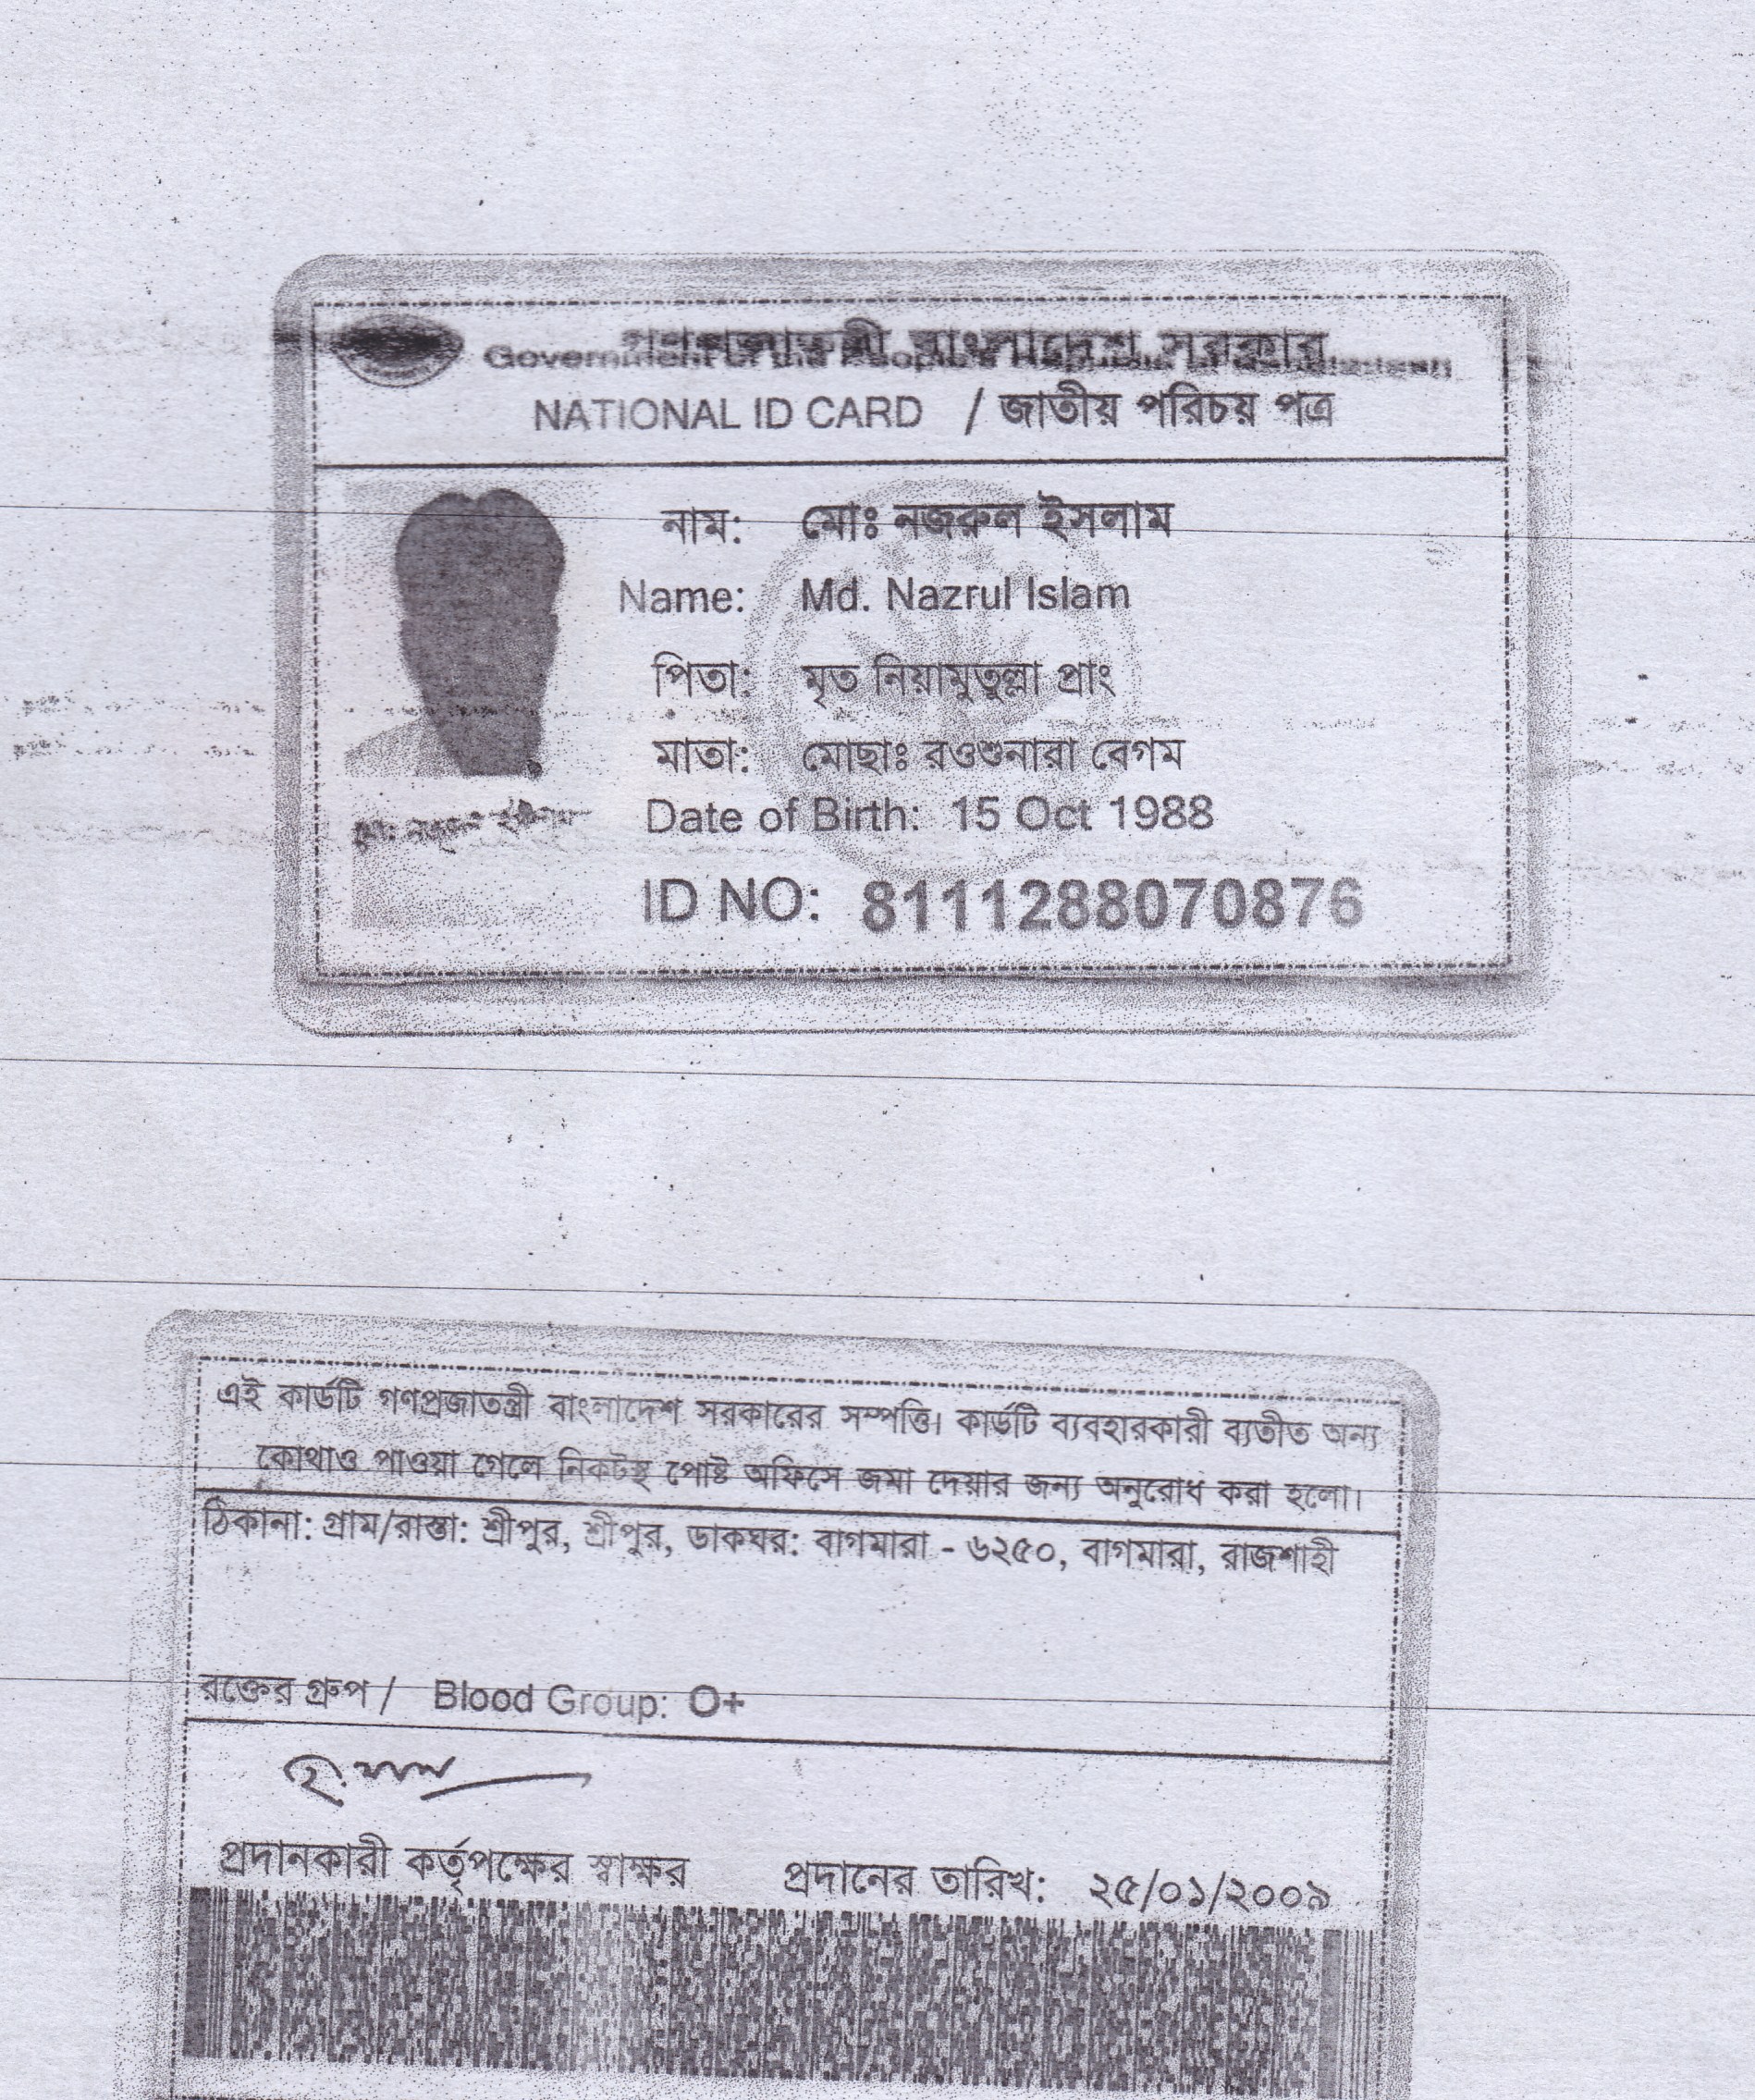 গণপ্রজাতন্ত্রী বাংলাদেশ সরকার
Government of the People's Republic of Bangladesh
NATIONAL ID CARD / জাতীয় পরিচয় পত্র
নাম: মোঃ নজরুল ইসলাম
Name: Md. Nazrul Islam
পিতা: মৃত নিয়ামুতুল্লা প্রাং
মাতা: মোছাঃ রওশুনারা বেগম
Date of Birth: 15 Oct 1988
মোঃ নজরুল ইসলাম
ID NO: 8111288070876
এই কার্ডটি গণপ্রজাতন্ত্রী বাংলাদেশ সরকারের সম্পত্তি। কার্ডটি ব্যবহারকারী ব্যতীত অন্য
কোথাও পাওয়া গেলে নিকটস্থ পোষ্ট অফিসে জমা দেয়ার জন্য অনুরোধ করা হলো।
ঠিকানা: গ্রাম/রাস্তা: শ্রীপুর, শ্রীপুর, ডাকঘর: বাগমারা - ৬২৫০, বাগমারা, রাজশাহী
রক্তের গ্রুপ / Blood Group: O+
প্রদানকারী কর্তৃপক্ষের স্বাক্ষর প্রদানের তারিখ: ২৫/০১/২০০৯